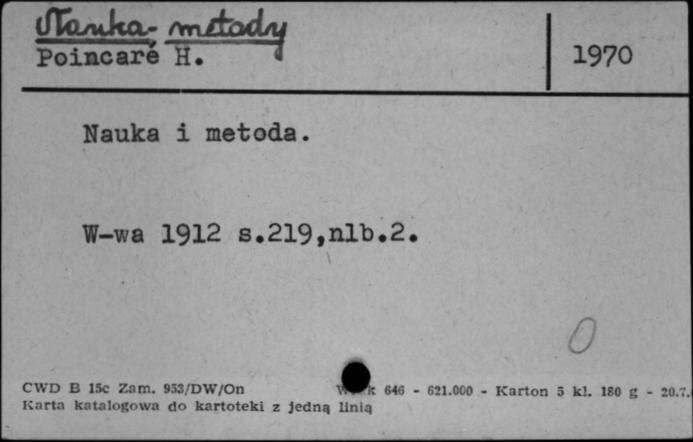 Nauka - metody
Poincaré H.
1970
Nauka i metoda.
W-wa 1912 s.219,nlb.2.
0
CWD B 15c Zam. 953/DW/On 646 - 621.000 - Karton 5 kl. 180 g - 20.7.
Karta katalogowa do kartoteki z jedną linią